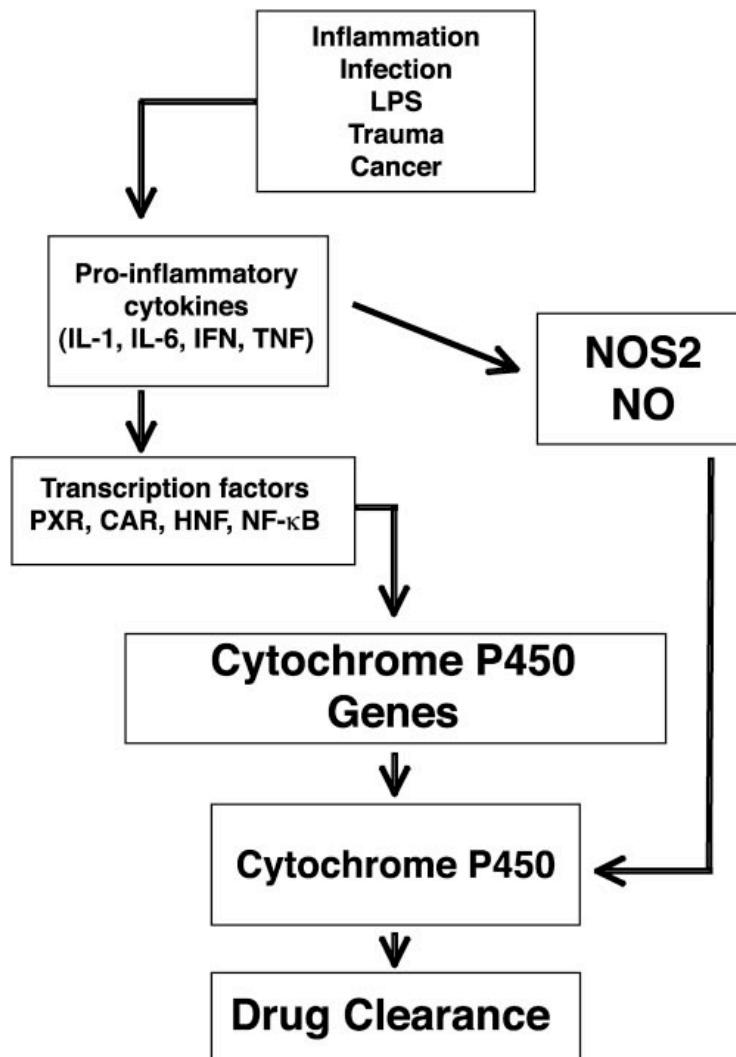 Inflammation
Infection
LPS
Trauma
Cancer
Pro-inflammatory
cytokines
(IL-1, IL-6, IFN, TNF)
NOS2
NO
Transcription factors
PXR, CAR, HNF, NF-κB
Cytochrome P450
Genes
Cytochrome P450
Drug Clearance